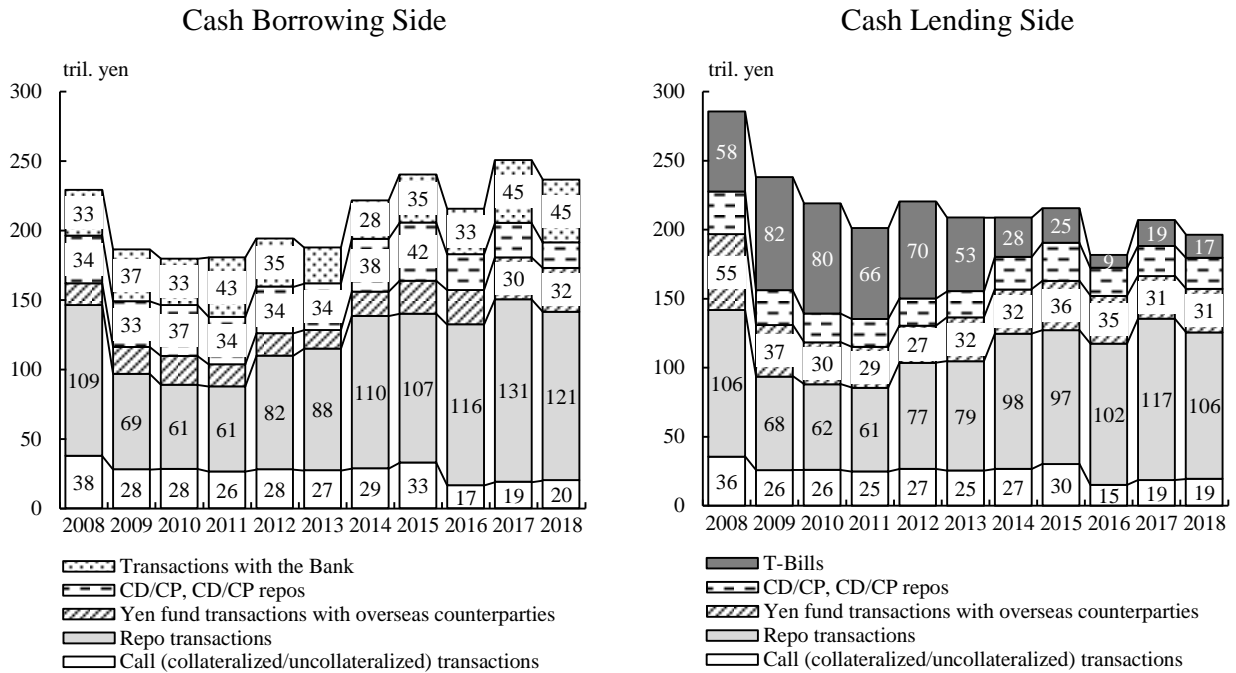 Cash Borrowing Side
tril. yen
300
250
200
150
100
50
0
33 37 33 43 35 28 35 33 45 45
34 33 37 34 34 34 38 42 30 32
109 69 61 61 82 88 110 107 116 131 121
38 28 28 26 28 27 29 33 17 19 20
2008 2009 2010 2011 2012 2013 2014 2015 2016 2017 2018
Transactions with the Bank
CD/CP, CD/CP repos
Yen fund transactions with overseas counterparties
Repo transactions
Call (collateralized/uncollateralized) transactions
Cash Lending Side
tril. yen
300
250
200
150
100
50
0
58 82 80 66 70 53 28 25 9 19 17
55 37 30 29 27 32 32 36 35 31 31
106 68 62 61 77 79 98 97 102 117 106
36 26 26 25 27 25 27 30 15 19 19
2008 2009 2010 2011 2012 2013 2014 2015 2016 2017 2018
T-Bills
CD/CP, CD/CP repos
Yen fund transactions with overseas counterparties
Repo transactions
Call (collateralized/uncollateralized) transactions